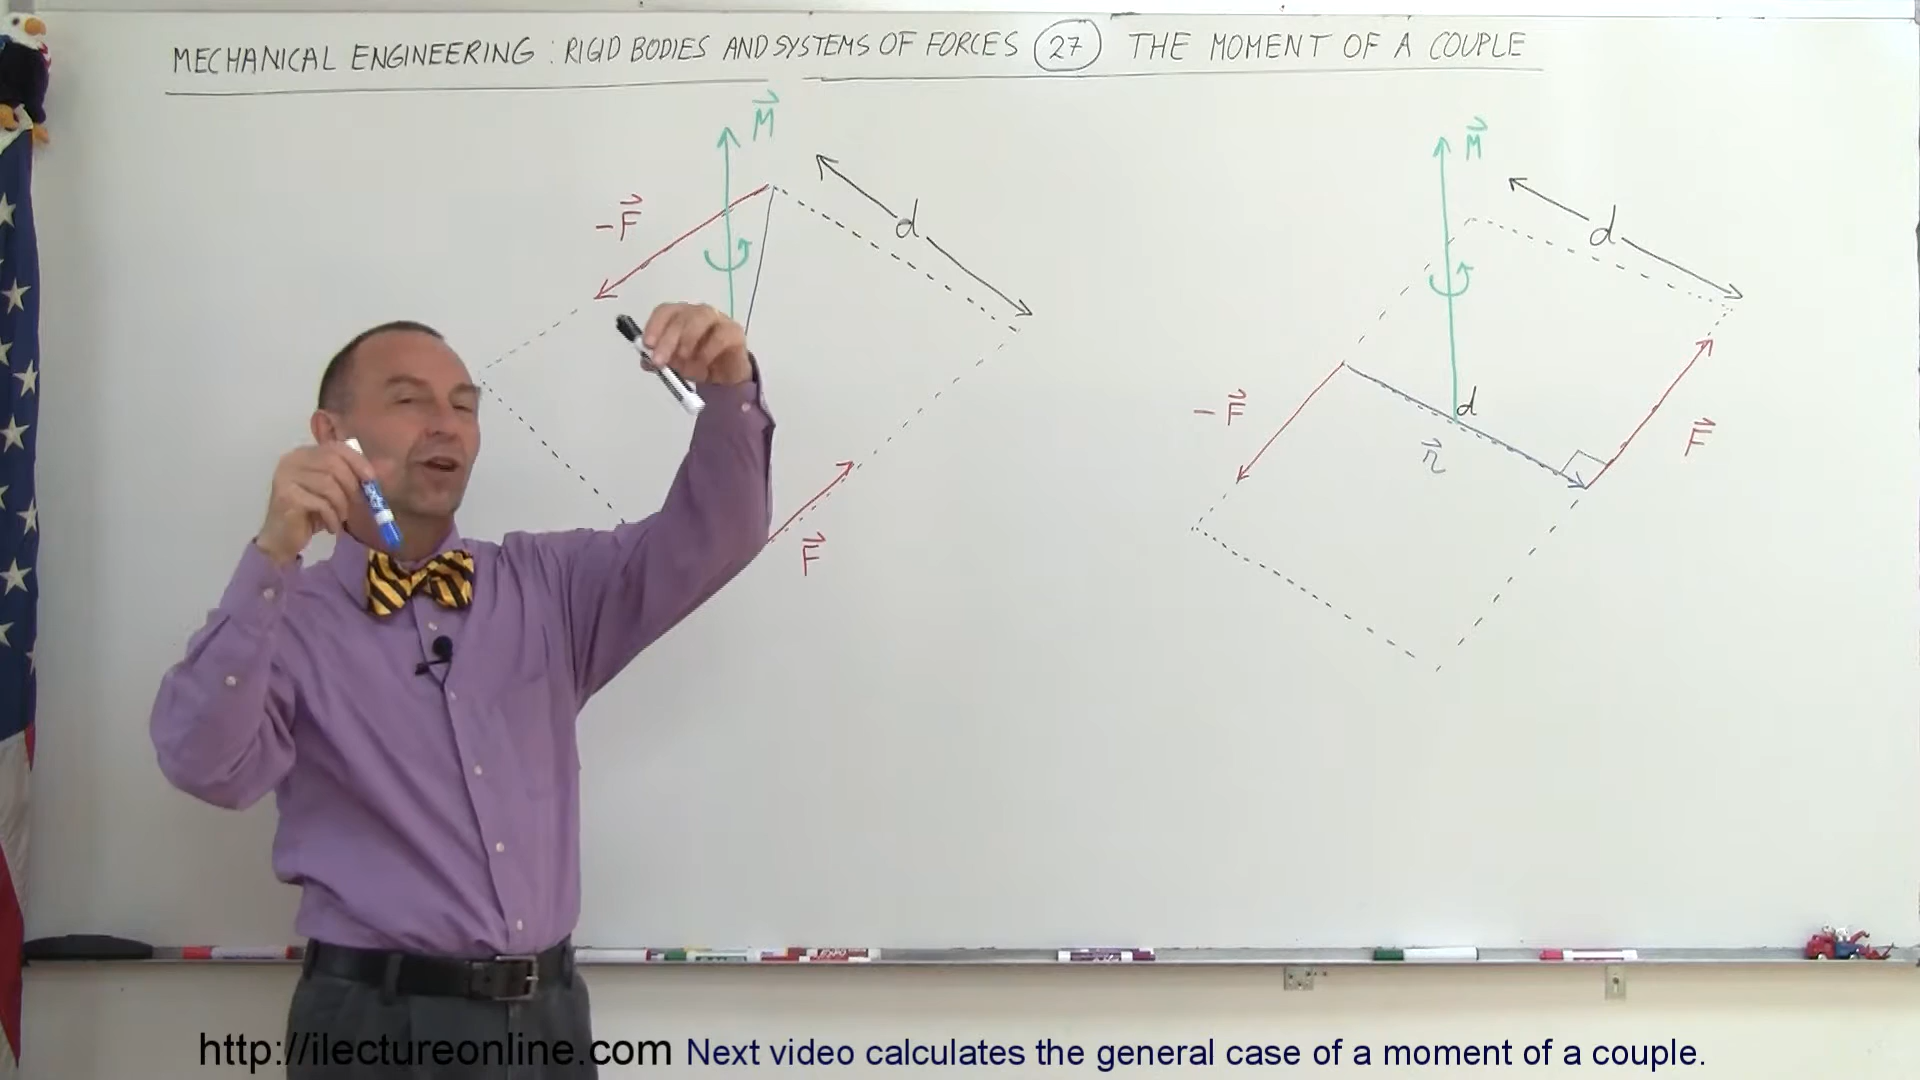 MECHANICAL ENGINEERING : RIGID BODIES AND SYSTEMS OF FORCES 27 THE MOMENT OF A COUPLE
M⃗
-F⃗
d
F⃗
M⃗
d
-F⃗
d
r⃗
F⃗
http://ilectureonline.com Next video calculates the general case of a moment of a couple.